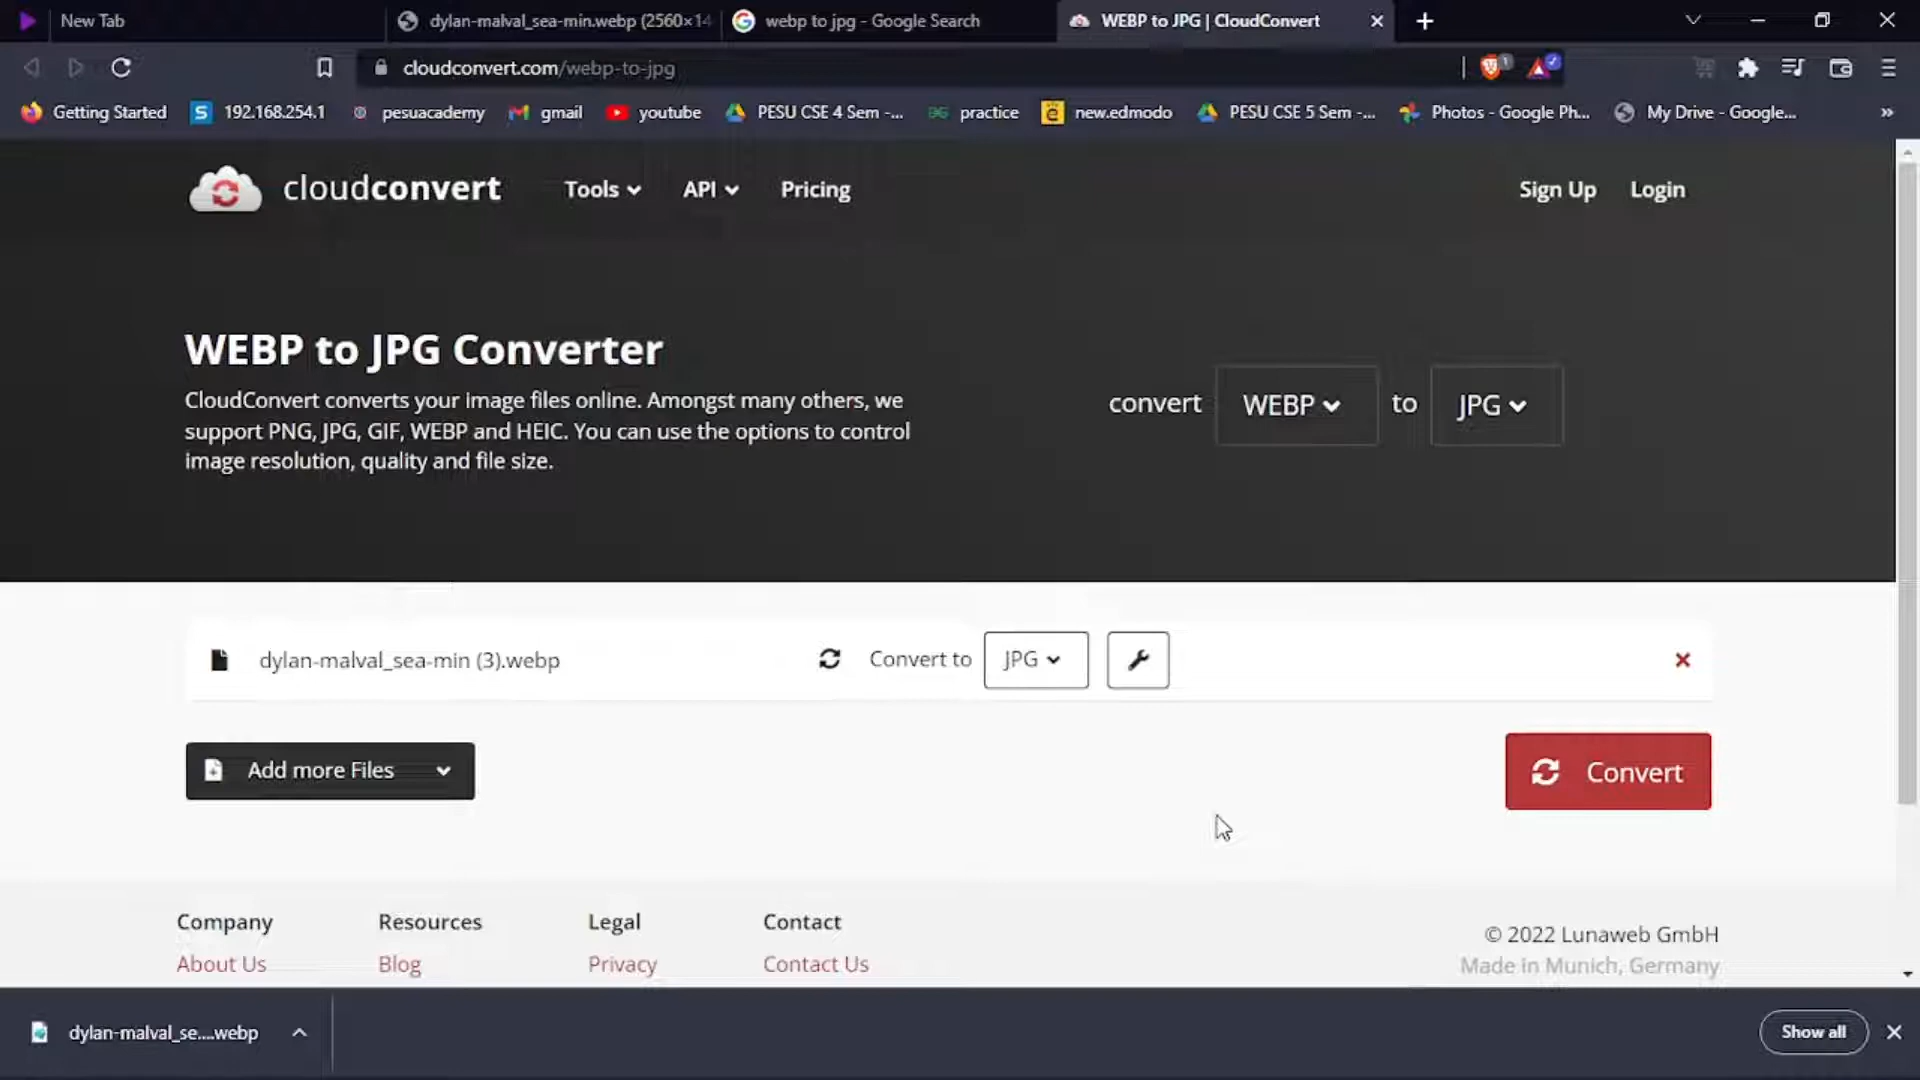 New Tab
dylan-malval_sea-min.webp (2560×14
webp to jpg - Google Search
WEBP to JPG | CloudConvert
cloudconvert.com/webp-to-jpg
1
Getting Started
S 192.168.254.1
pesuacademy
gmail
youtube
PESU CSE 4 Sem -...
practice
new.edmodo
PESU CSE 5 Sem -...
Photos - Google Ph...
My Drive - Google...
»
cloudconvert
Tools
API
Pricing
Sign Up
Login
WEBP to JPG Converter
CloudConvert converts your image files online. Amongst many others, we
support PNG, JPG, GIF, WEBP and HEIC. You can use the options to control
image resolution, quality and file size.
convert WEBP to JPG
dylan-malval_sea-min (3).webp
Convert to JPG
Add more Files
Convert
Company
Resources
Legal
Contact
© 2022 Lunaweb GmbH
About Us
Blog
Privacy
Contact Us
Made in Munich, Germany
dylan-malval_se....webp
Show all